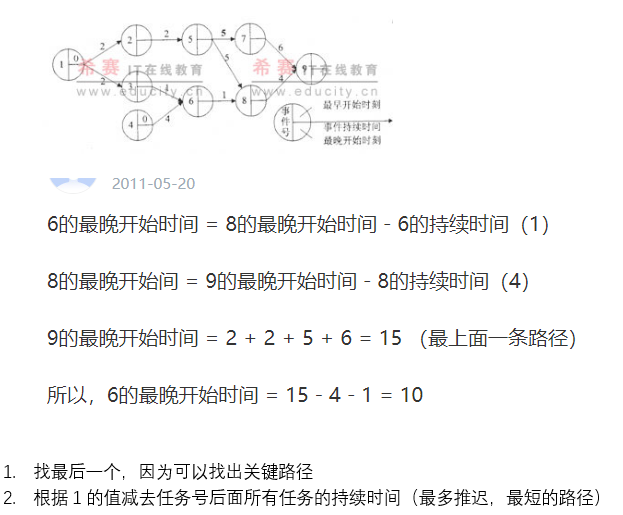 2 2 5 5 7
2 5 6
1 0 希赛 IT在线教育 希赛 IT在线教育 9
2 3 4
www.educity.cn www.educity.cn
4 0 4 6 1 8 4
最早开始时刻
事件号
事件持续时间
最晚开始时刻
2011-05-20
6的最晚开始时间 = 8的最晚开始时间 - 6的持续时间（1）
8的最晚开始间 = 9的最晚开始时间 - 8的持续时间（4）
9的最晚开始时间 = 2 + 2 + 5 + 6 = 15 （最上面一条路径）
所以，6的最晚开始时间 = 15 - 4 - 1 = 10
1. 找最后一个，因为可以找出关键路径
2. 根据 1 的值减去任务号后面所有任务的持续时间（最多推迟，最短的路径）